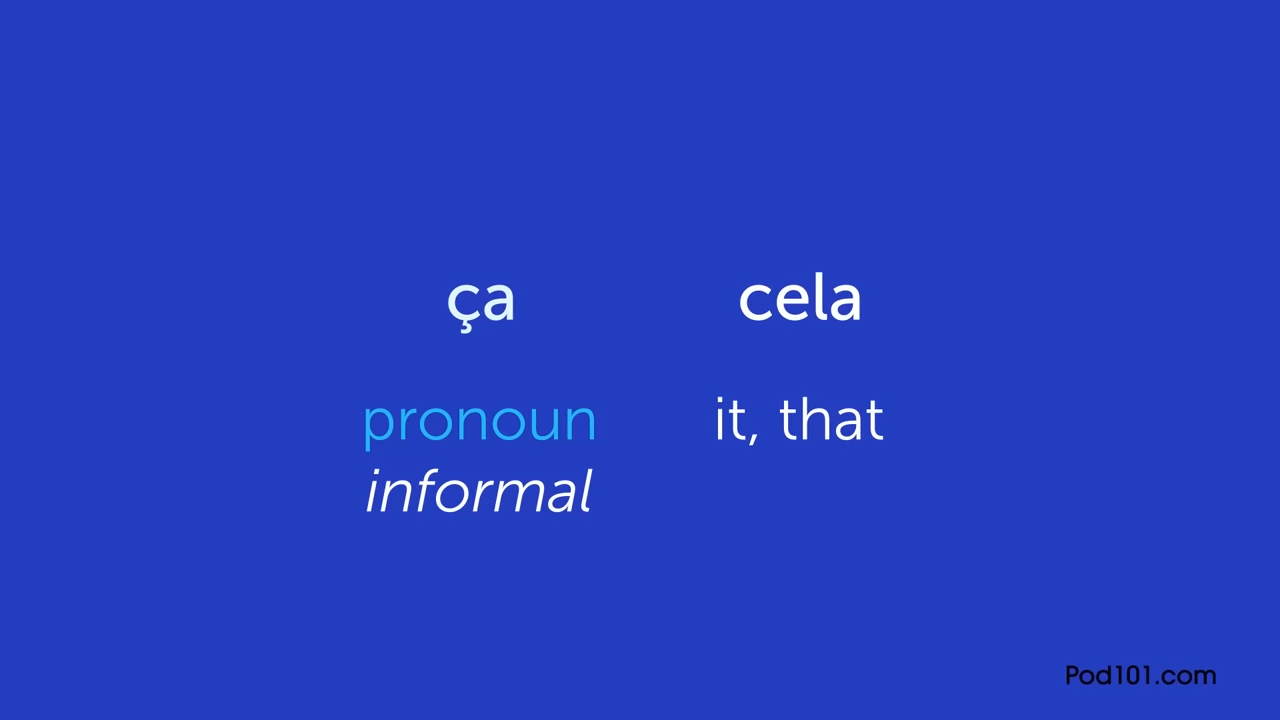 ça cela
pronoun it, that
informal
Pod101.com